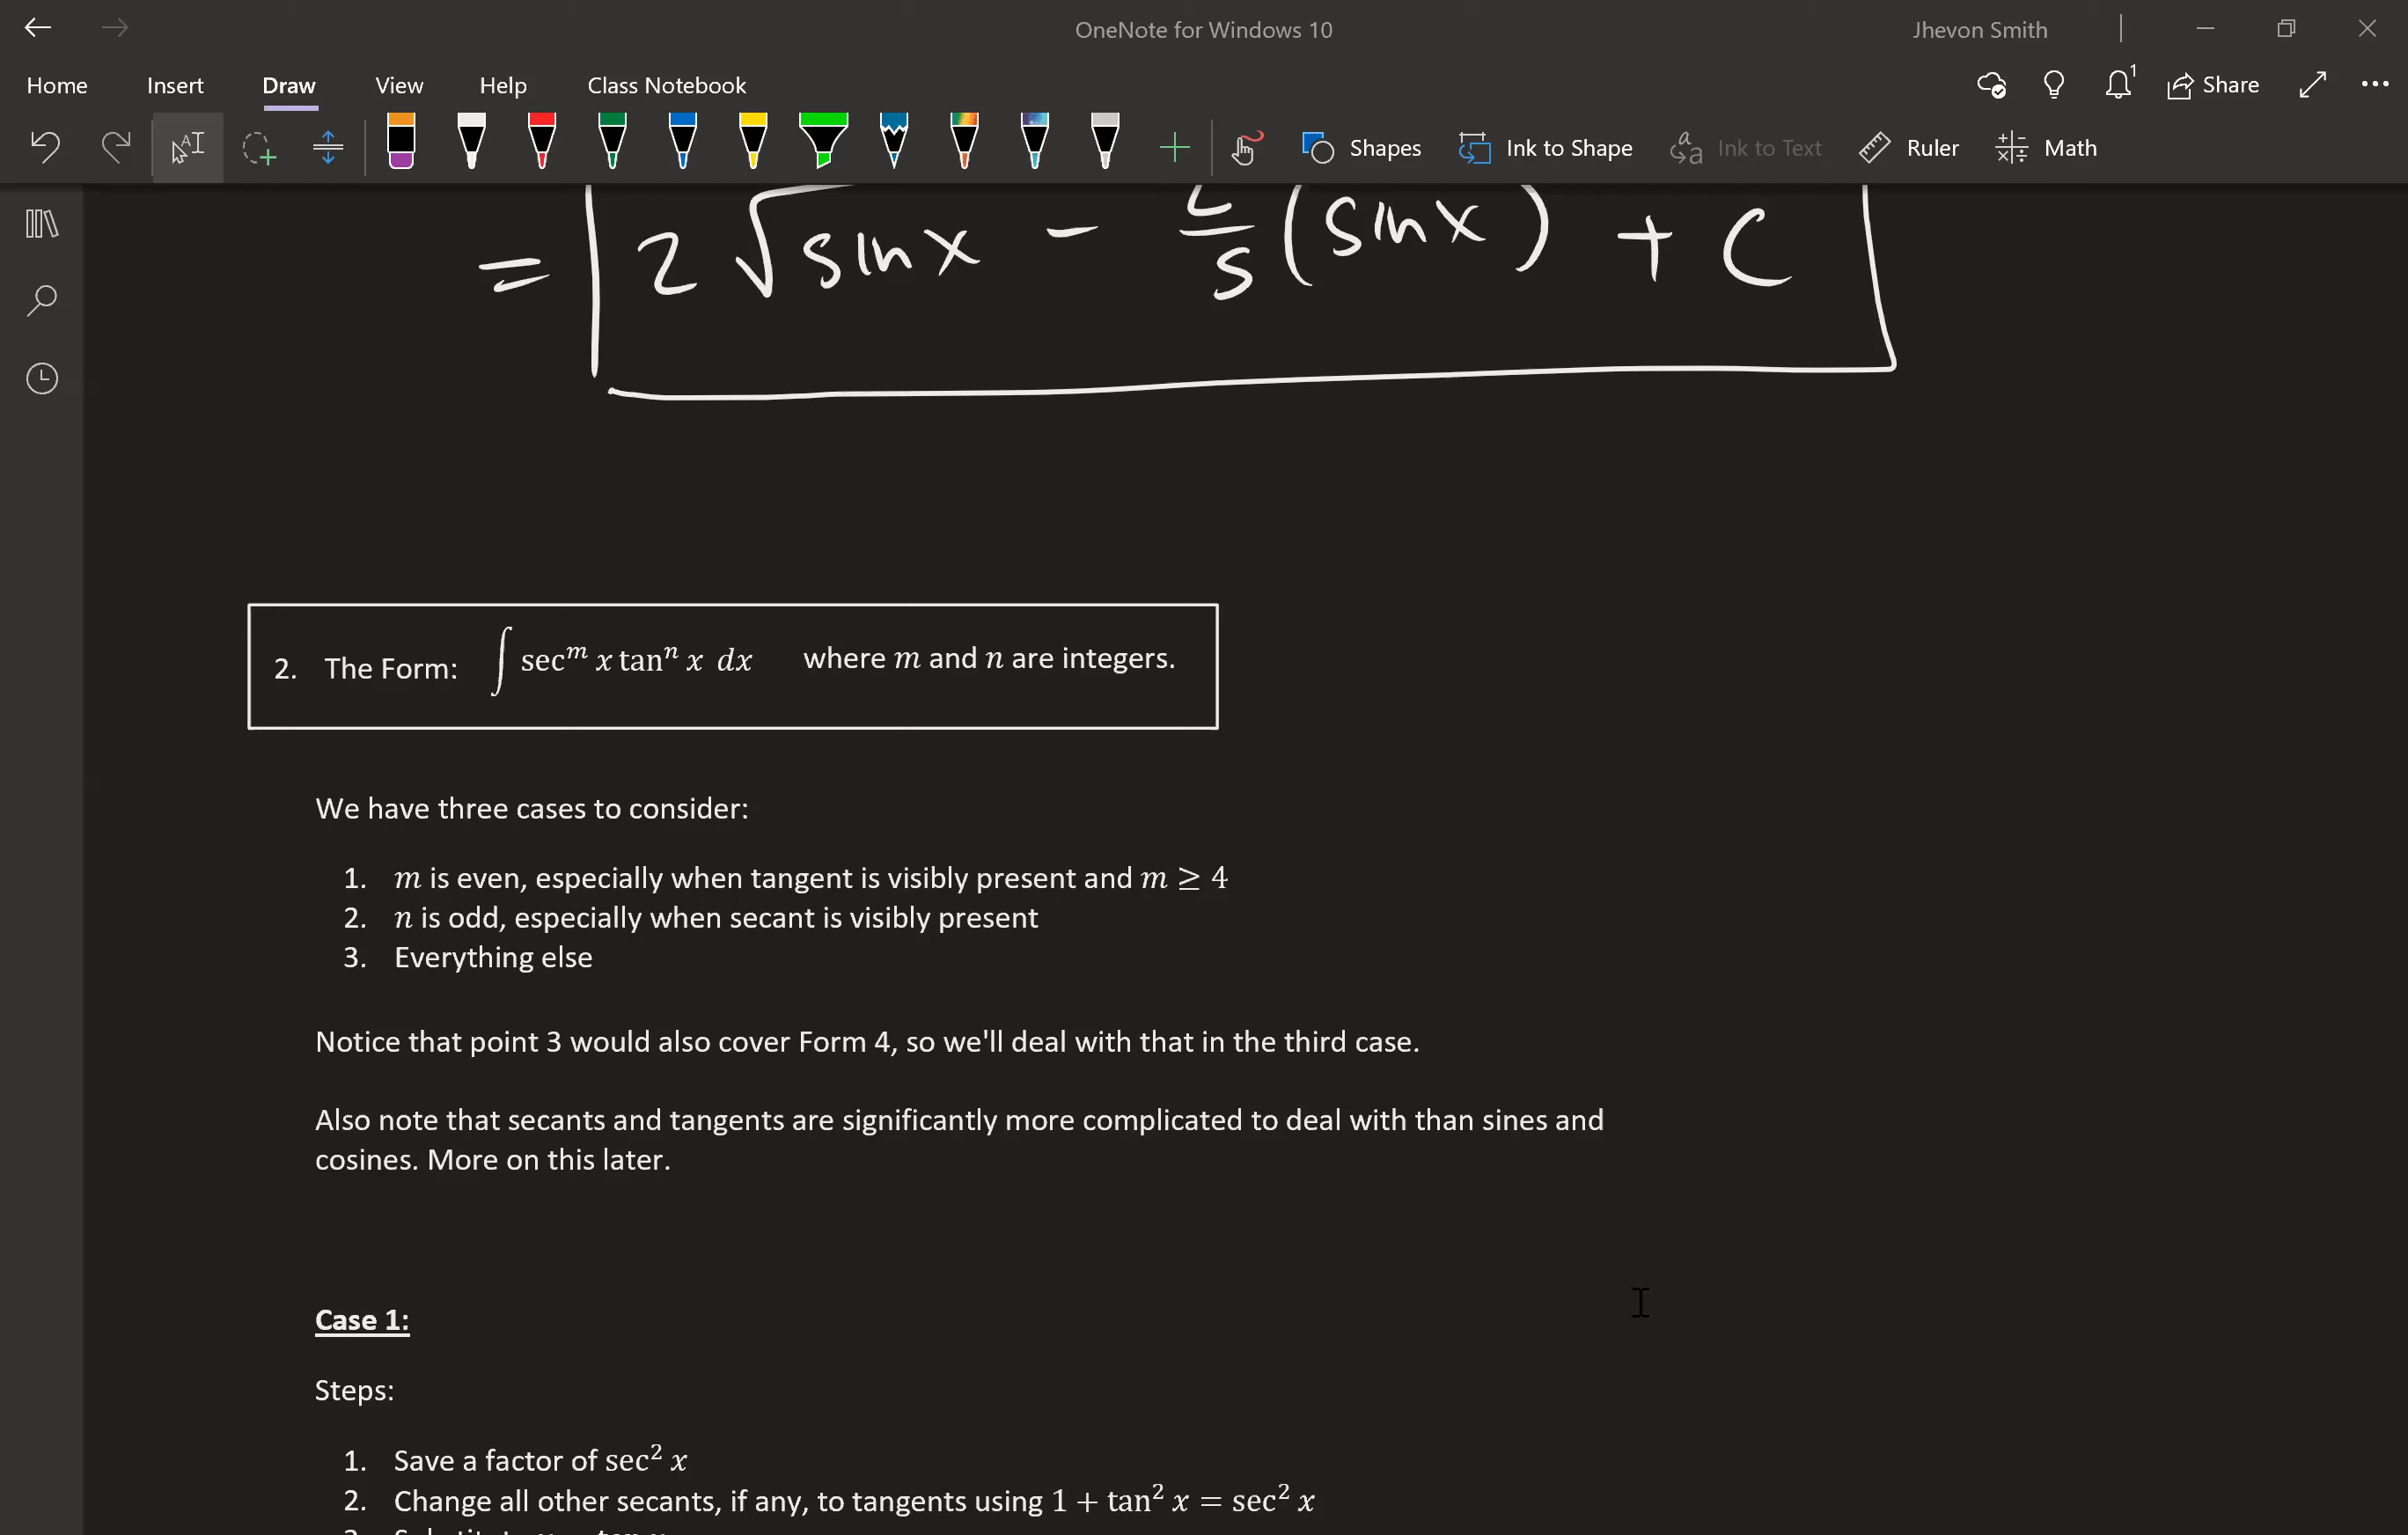 OneNote for Windows 10
Jhevon Smith
Home Insert Draw View Help Class Notebook
1 Share
Shapes Ink to Shape Ink to Text Ruler Math
= 2 √sinx - 2/5 (sinx) + C
2. The Form: ∫ secᵐ x tanⁿ x dx where m and n are integers.
We have three cases to consider:
1. m is even, especially when tangent is visibly present and m ≥ 4
2. n is odd, especially when secant is visibly present
3. Everything else
Notice that point 3 would also cover Form 4, so we'll deal with that in the third case.
Also note that secants and tangents are significantly more complicated to deal with than sines and
cosines. More on this later.
Case 1:
Steps:
1. Save a factor of sec² x
2. Change all other secants, if any, to tangents using 1 + tan² x = sec² x